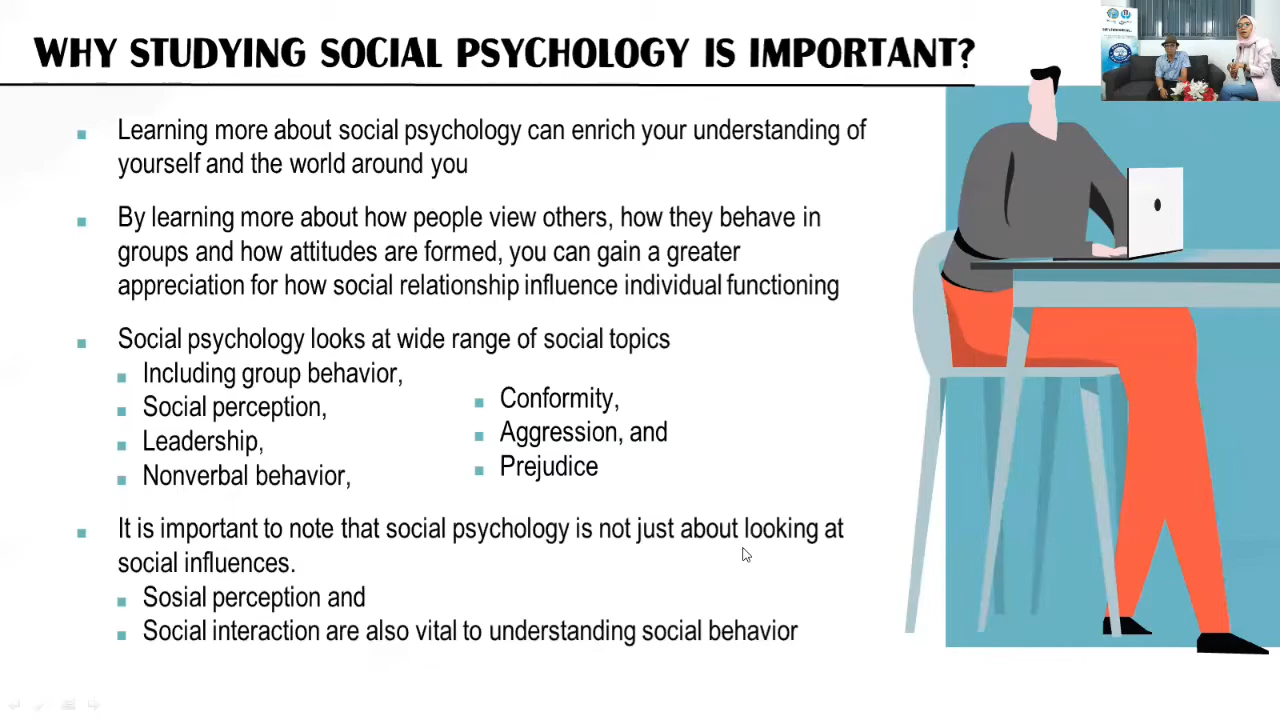 WHY STUDYING SOCIAL PSYCHOLOGY IS IMPORTANT?
Learning more about social psychology can enrich your understanding of
yourself and the world around you
By learning more about how people view others, how they behave in
groups and how attitudes are formed, you can gain a greater
appreciation for how social relationship influence individual functioning
Social psychology looks at wide range of social topics
Including group behavior,
Social perception,
Leadership,
Nonverbal behavior,
Conformity,
Aggression, and
Prejudice
It is important to note that social psychology is not just about looking at
social influences.
Sosial perception and
Social interaction are also vital to understanding social behavior